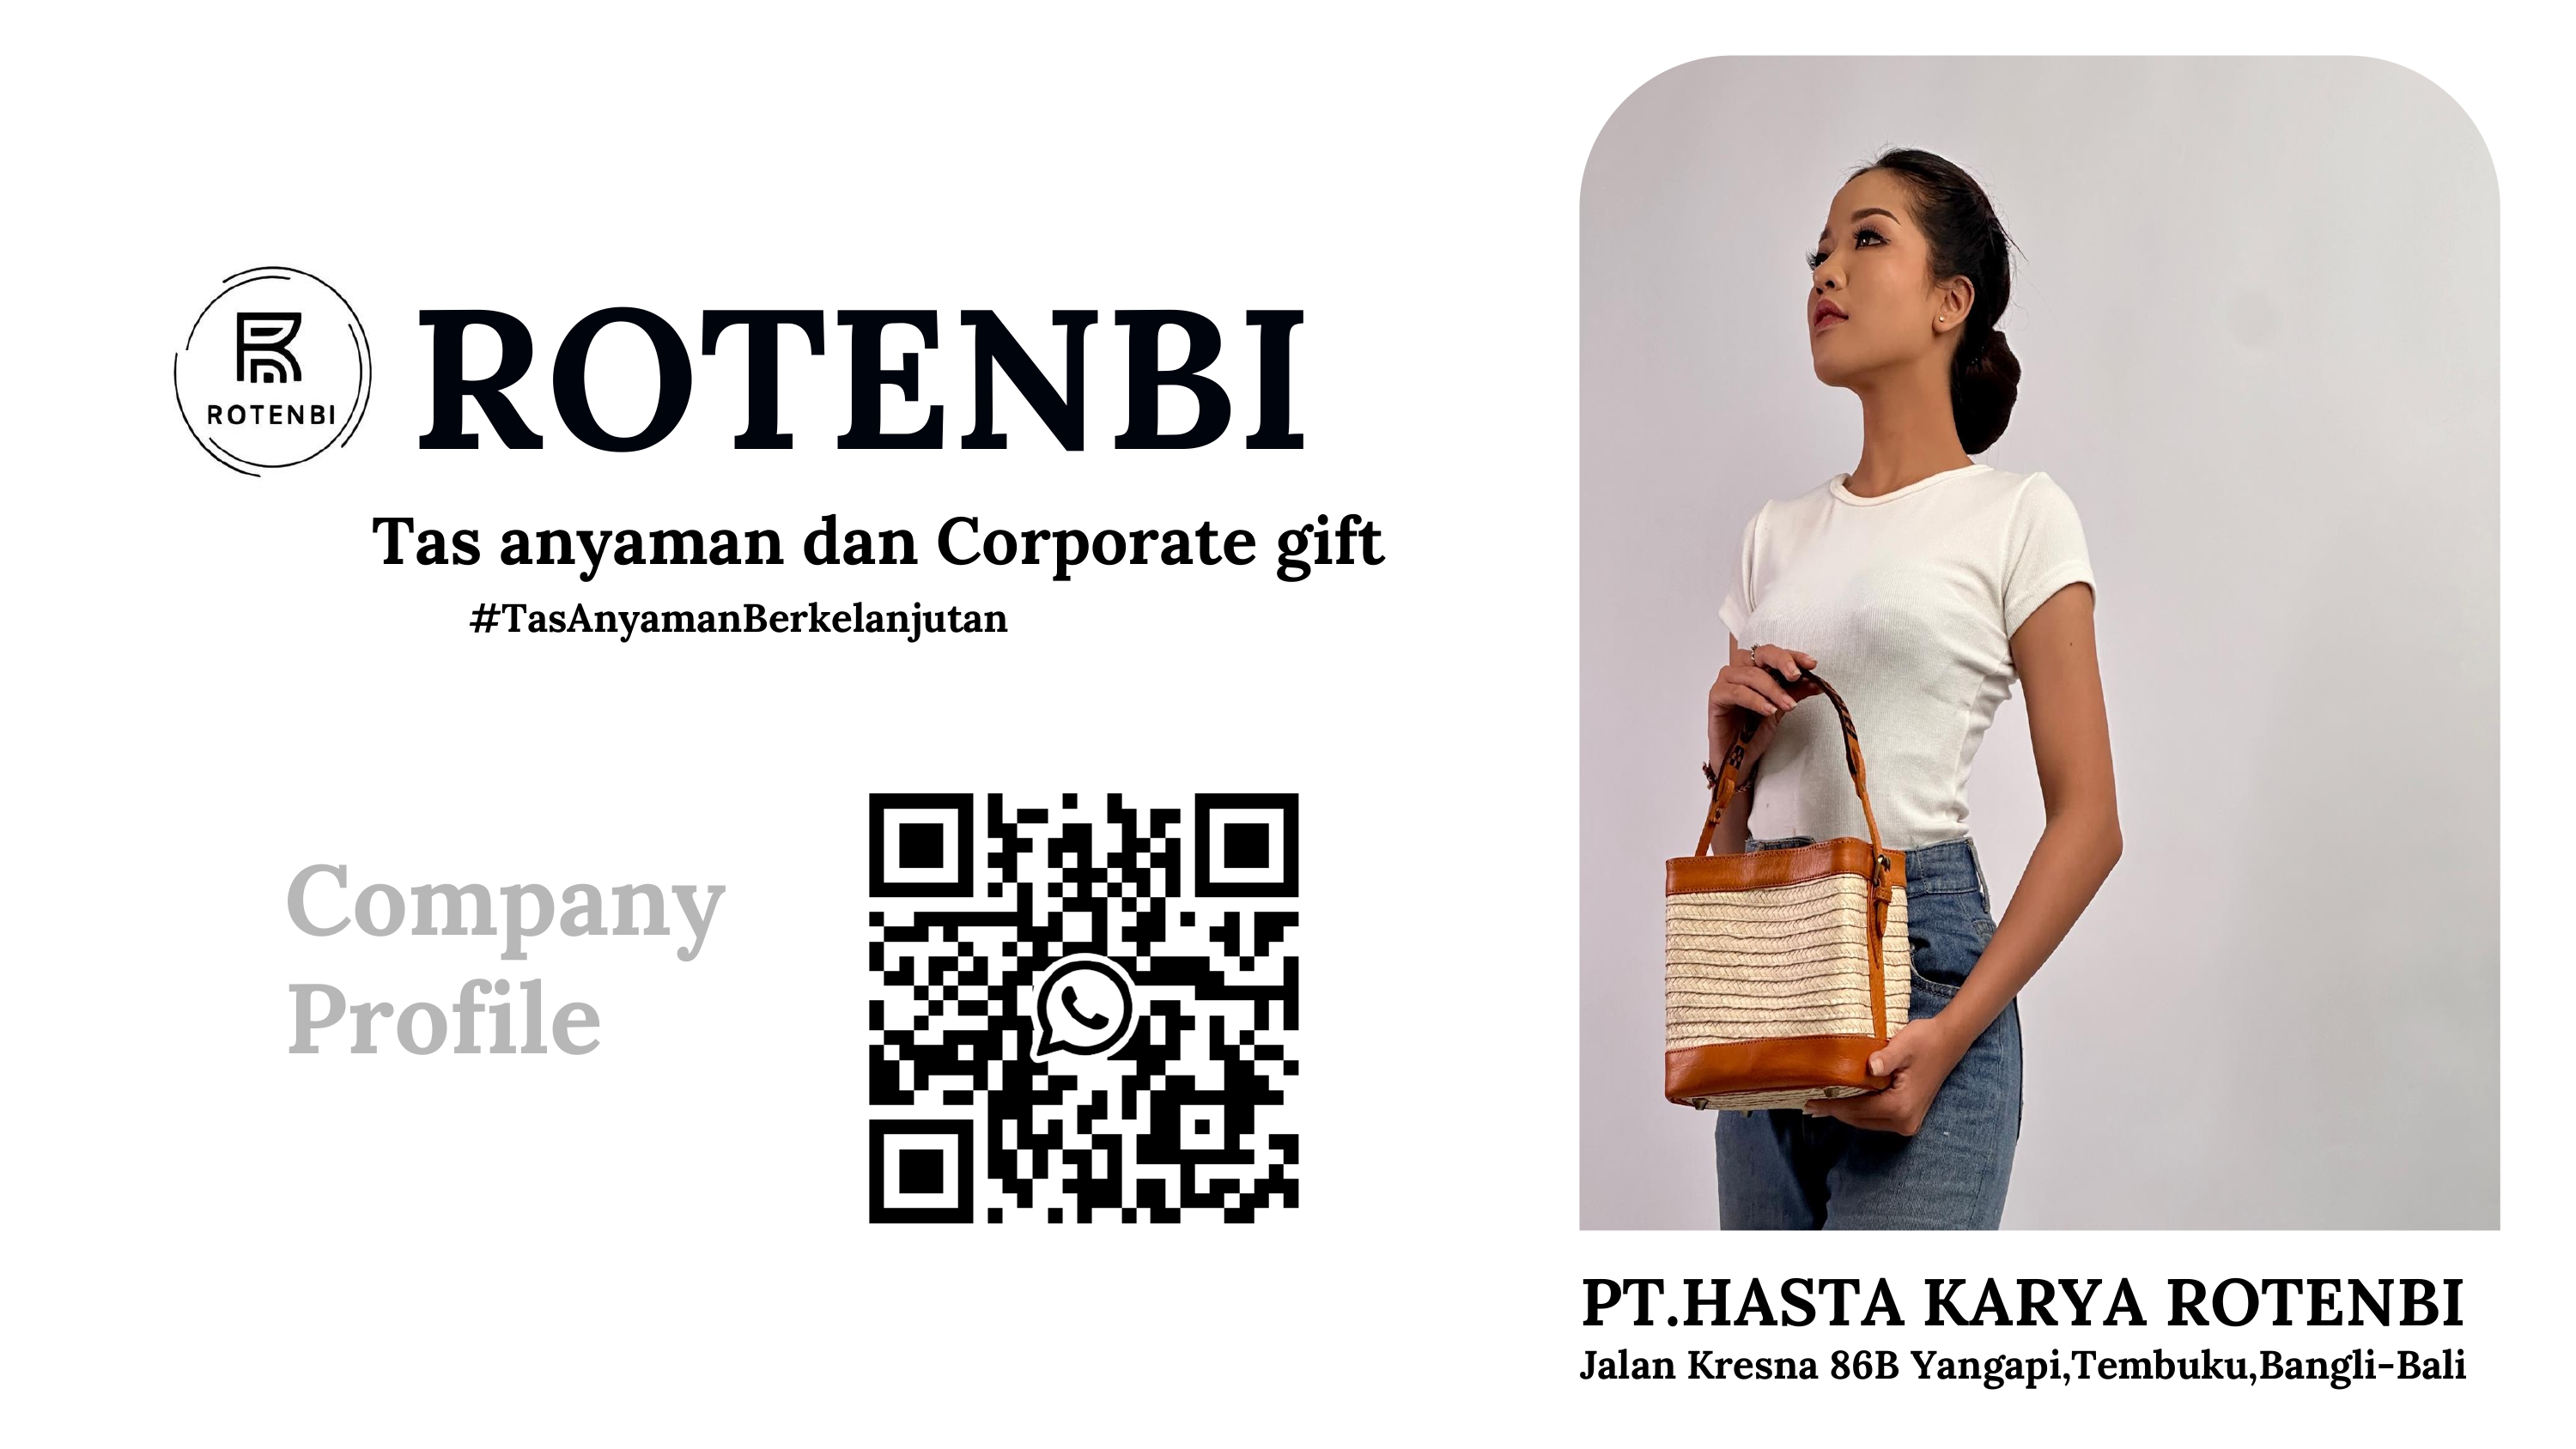 ROTENBI
ROTENBI
Tas anyaman dan Corporate gift
#TasAnyamanBerkelanjutan
Company
Profile
PT.HASTA KARYA ROTENBI
Jalan Kresna 86B Yangapi,Tembuku,Bangli-Bali